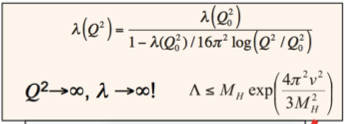 λ(Q²) = λ(Q₀²) / (1 − λ(Q₀²)/16π² log(Q²/Q₀²))
Q²→∞, λ→∞!
Λ ≤ M_H exp(4π²v² / 3M_H²)